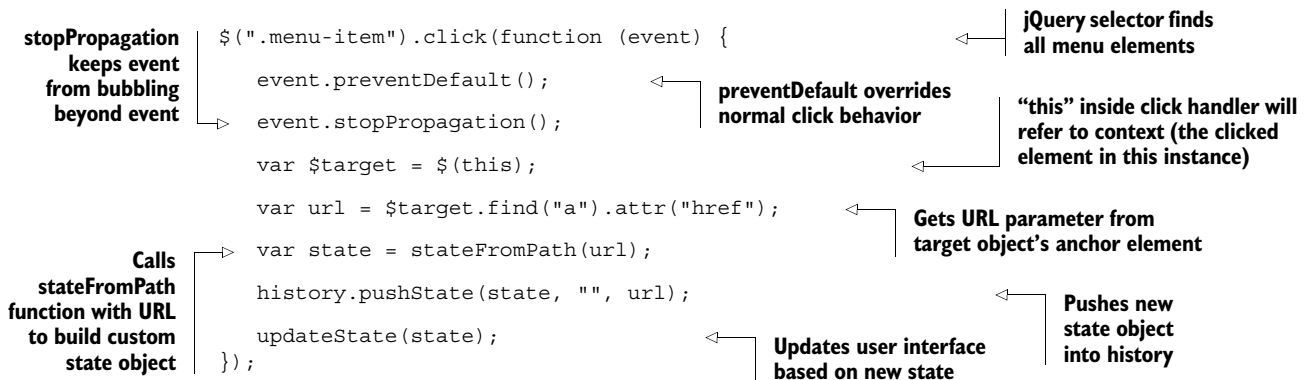 stopPropagation
keeps event
from bubbling
beyond event
$(".menu-item").click(function (event) {
jQuery selector finds
all menu elements
event.preventDefault();
preventDefault overrides
normal click behavior
event.stopPropagation();
“this” inside click handler will
refer to context (the clicked
element in this instance)
var $target = $(this);
var url = $target.find("a").attr("href");
Gets URL parameter from
target object’s anchor element
Calls
stateFromPath
function with URL
to build custom
state object
var state = stateFromPath(url);
history.pushState(state, "", url);
Pushes new
state object
into history
updateState(state);
Updates user interface
based on new state
});